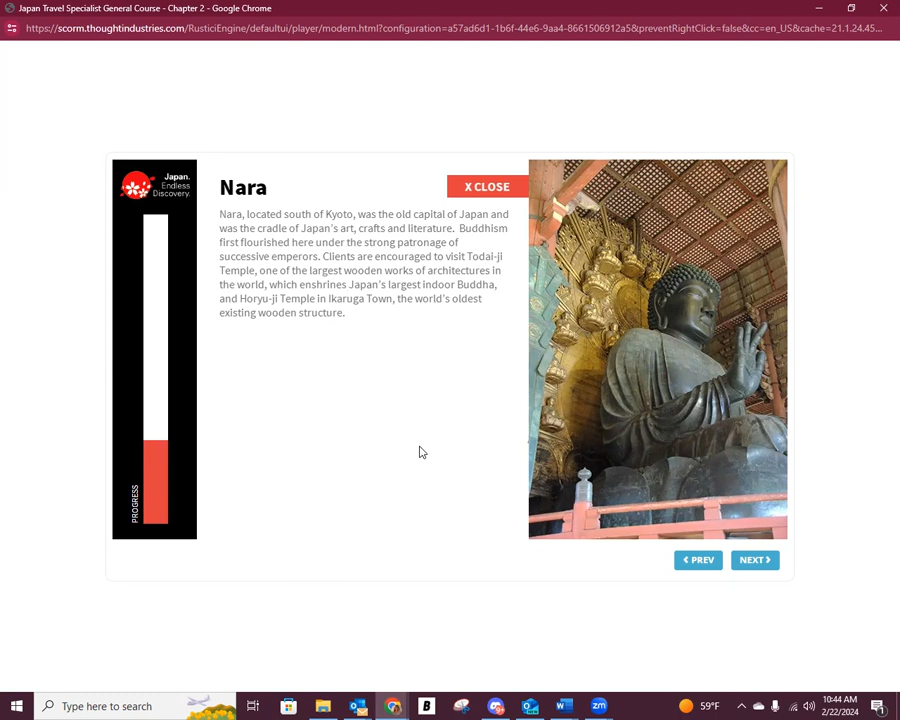 Japan Travel Specialist General Course - Chapter 2 - Google Chrome
https://scorm.thoughtindustries.com/RusticiEngine/defaultui/player/modern.html?configuration=a57ad6d1-1b6f-44e6-9aa4-8661506912a5&preventRightClick=false&cc=en_US&cache=21.1.24.45...
Japan.
Endless
Discovery.
PROGRESS
Nara
X CLOSE
Nara, located south of Kyoto, was the old capital of Japan and
was the cradle of Japan's art, crafts and literature.  Buddhism
first flourished here under the strong patronage of
successive emperors. Clients are encouraged to visit Todai-ji
Temple, one of the largest wooden works of architectures in
the world, which enshrines Japan's largest indoor Buddha,
and Horyu-ji Temple in Ikaruga Town, the world's oldest
existing wooden structure.
PREV
NEXT
Type here to search
B
zm
59°F
10:44 AM
2/22/2024
1